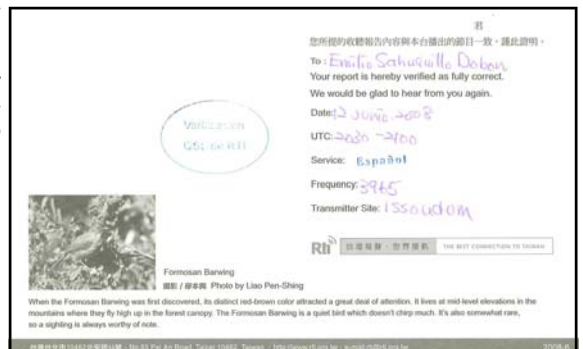 君
您所提的收聽報告內容與本台播出的節目一致，謹此證明。
To : Emilio Sahuquillo Dobon
Your report is hereby verified as fully correct.
We would be glad to hear from you again.
Date: 12 Junio 2008
UTC: 2030 - 2100
Service: Español
Frequency: 3965
Transmitter Site: Issoudom
QSL de RTI
Rti 台灣頻聲．世界接軌 THE BEST CONNECTION TO TAIWAN
Formosan Barwing
攝影 / 廖本興 Photo by Liao Pen-Shing
When the Formosan Barwing was first discovered, its distinct red-brown color attracted a great deal of attention. It lives at mid-level elevations in the
mountains where they fly high up in the forest canopy. The Formosan Barwing is a quiet bird which doesn't chirp much. It's also somewhat rare,
so a sighting is always worthy of note.
2008-6